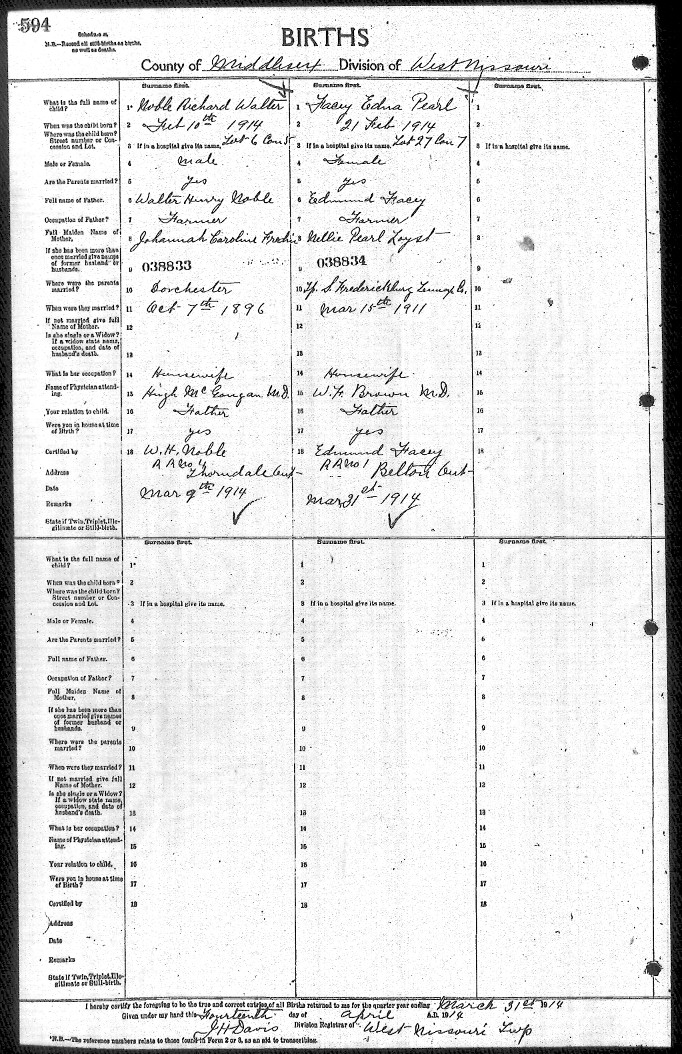 594
Schedule A.
N.B.—Record all still-births as births, as well as deaths.
BIRTHS
County of Middlesex Division of West Nissouri
Surname first. Surname first. Surname first.
What is the full name of child? 1* Noble Richard Walter 1 Facey Edna Pearl 1
When was the child born? 2 Feb 10th 1914 2 21 Feb 1914 2
Where was the child born? Street number or Concession and Lot. 3 If in a hospital give its name, Lot 6 Con 5 3 If in a hospital give its name, Lot 27 Con 7 3 If in a hospital give its name.
Male or Female. 4 male 4 Female 4
Are the Parents married? 5 yes 5 yes 5
Full name of Father. 6 Walter Henry Noble 6 Edmund Facey 6
Occupation of Father? 7 Farmer 7 Farmer 7
Full Maiden Name of Mother. 8 Johannah Caroline 8 Nellie Pearl Loyst 8
If she has been more than once married give names of former husband or husbands. 9 038833 9 038834 9
Where were the parents married? 10 Dorchester 10 Tp. S. Fredericksburg Lennox Co. 10
When were they married? 11 Oct 7th 1896 11 Mar 15th 1911 11
If not married give full Name of Mother. 12 12 12
Is she single or a Widow? If a widow state name, occupation, and date of husband's death. 13 13 13
What is her occupation? 14 Housewife 14 Housewife 14
Name of Physician attending. 15 Hugh McGougan M.D. 15 W.F. Brown M.D. 15
Your relation to child. 16 Father 16 Father 16
Were you in house at time of Birth? 17 yes 17 yes 17
Certified by 18 W.H. Noble 18 Edmund Facey 18
Address R R No 1 Thorndale Ont R R No 1 Belton Ont
Date Mar 9th 1914 Mar 31st 1914
Remarks
State if Twin, Triplet, Illegitimate or Still-birth.
Surname first. Surname first. Surname first.
What is the full name of child? 1* 1 1
When was the child born? 2 2 2
Where was the child born? Street number or Concession and Lot. 3 If in a hospital give its name. 3 If in a hospital give its name. 3 If in a hospital give its name.
Male or Female. 4 4 4
Are the Parents married? 5 5 5
Full name of Father. 6 6 6
Occupation of Father? 7 7 7
Full Maiden Name of Mother. 8 8 8
If she has been more than once married give names of former husband or husbands. 9 9 9
Where were the parents married? 10 10 10
When were they married? 11 11 11
If not married give full Name of Mother. 12 12 12
Is she single or a Widow? If a widow state name, occupation, and date of husband's death. 13 13 13
What is her occupation? 14 14 14
Name of Physician attending. 15 15 15
Your relation to child. 16 16 16
Were you in house at time of Birth? 17 17 17
Certified by 18 18 18
Address
Date
Remarks
State if Twin, Triplet, Illegitimate or Still-birth.
I hereby certify the foregoing to be the true and correct entries of all Births returned to me for the quarter year ending March 31st 1914
Given under my hand this Fourteenth day of April A.D. 1914
J H Davis Division Registrar of West Nissouri Twp
*N.B.—The reference numbers relate to those found in Form 2 or 3, as an aid to transcribing.